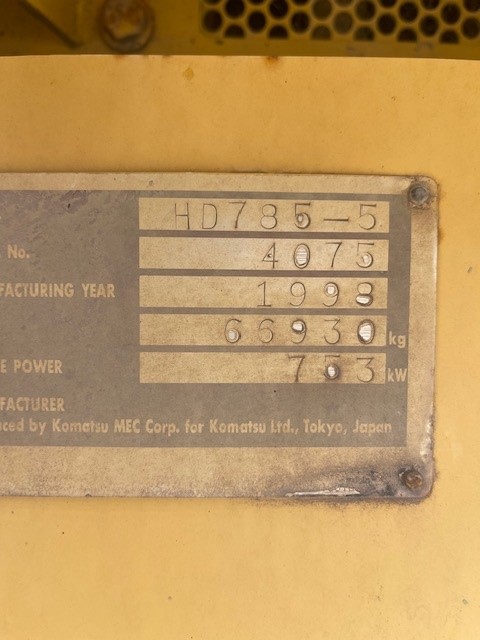 HD785-5
No. 4075
FACTURING YEAR 1998
66930 kg
E POWER 753 kW
FACTURER
ced by Komatsu MEC Corp. for Komatsu Ltd., Tokyo, Japan